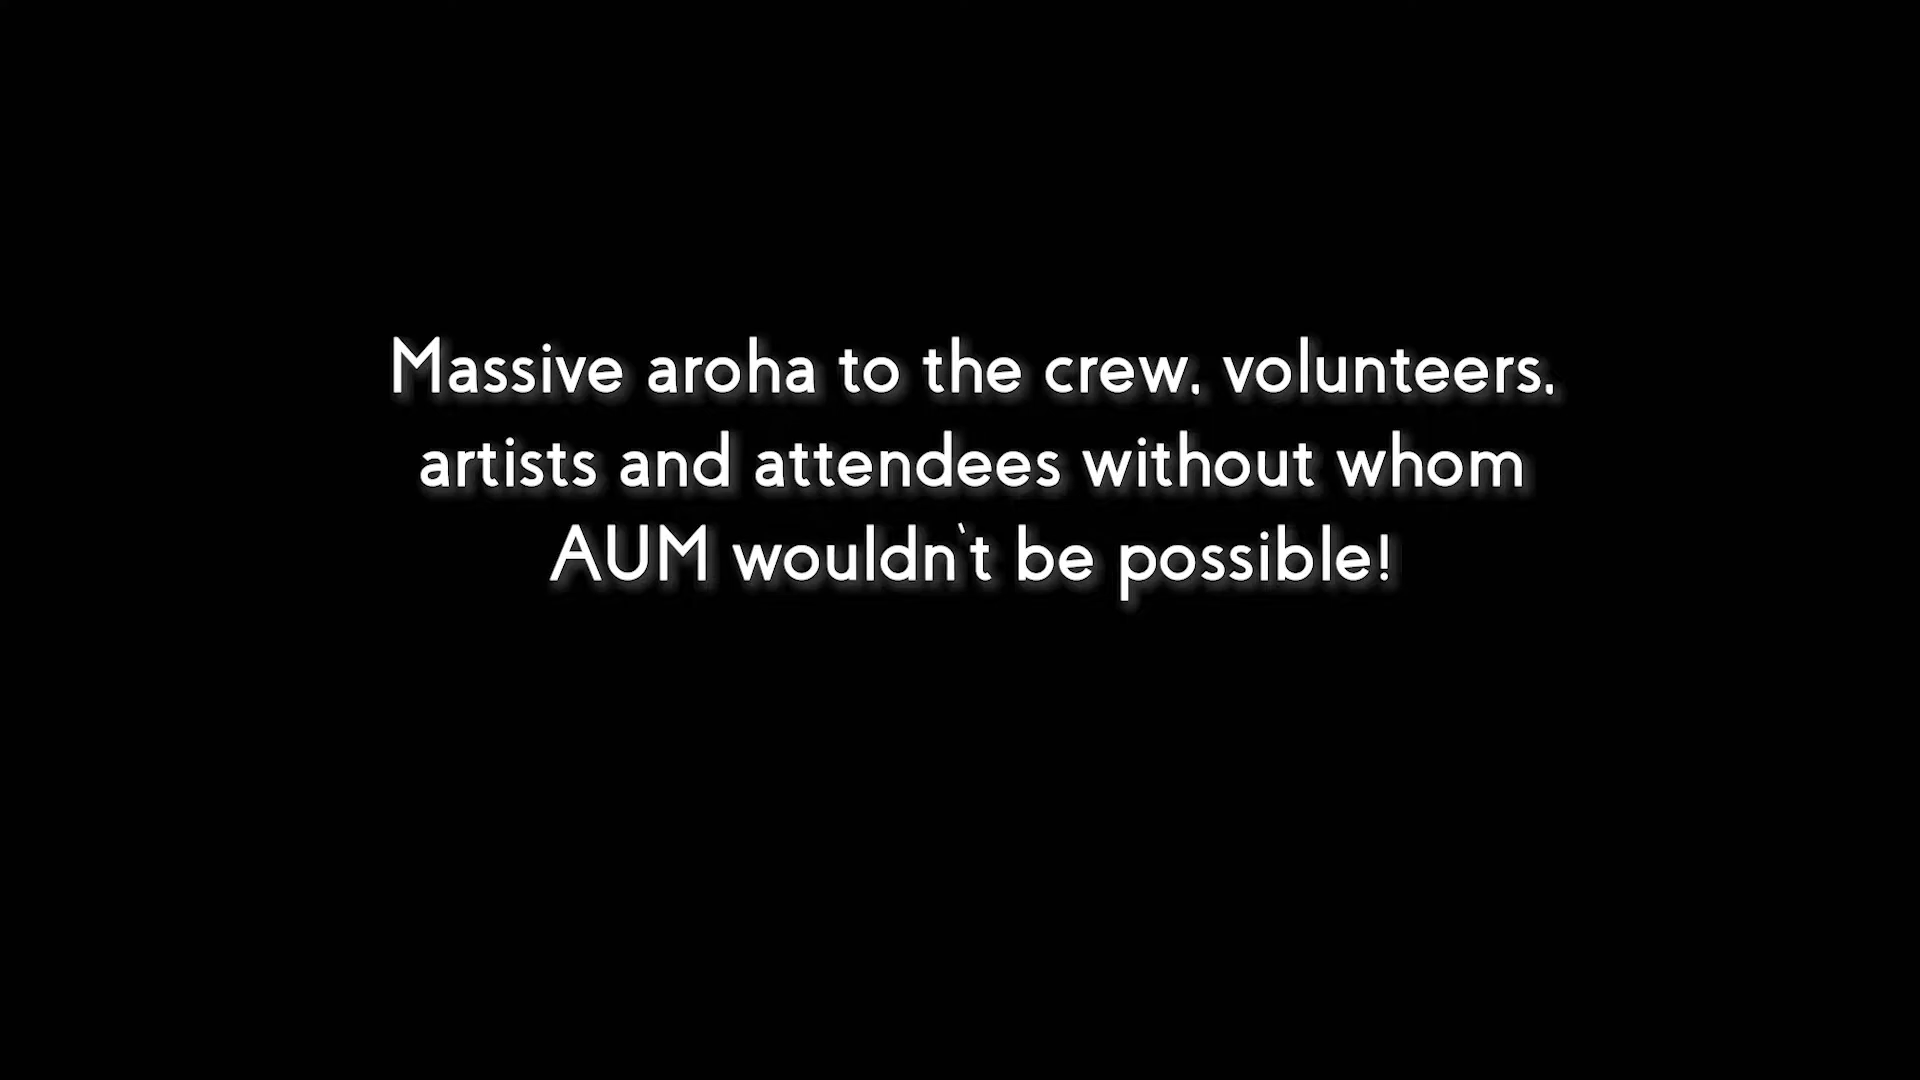 Massive aroha to the crew, volunteers,
artists and attendees without whom
AUM wouldn't be possible!